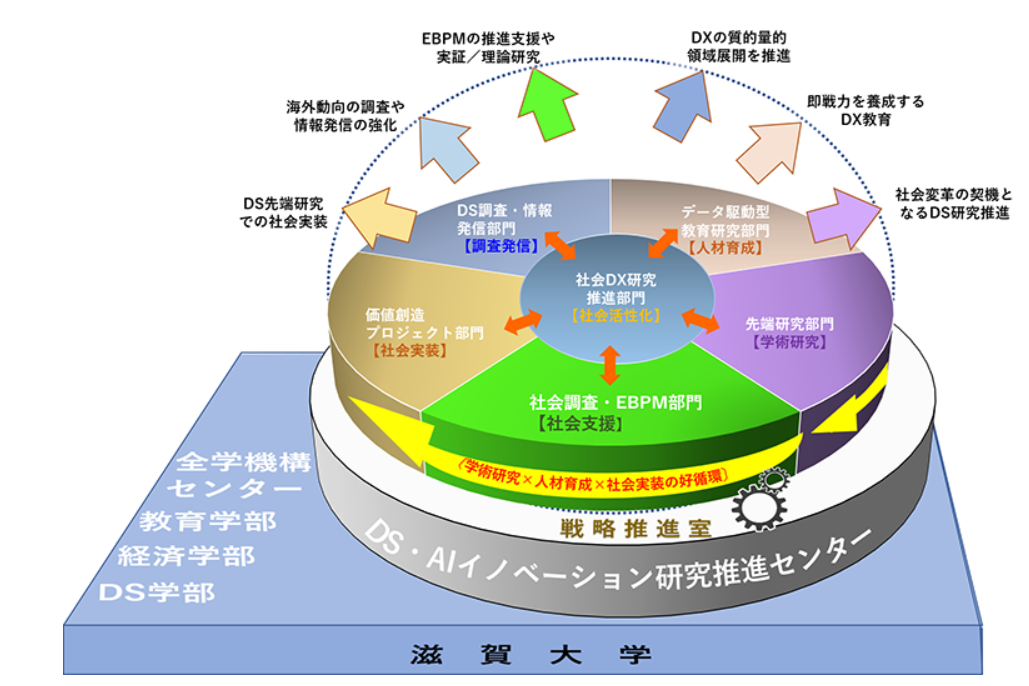 EBPMの推進支援や
実証／理論研究
DXの質的量的
領域展開を推進
海外動向の調査や
情報発信の強化
即戦力を養成する
DX教育
DS先端研究
での社会実装
社会変革の契機と
なるDS研究推進
DS調査・情報
発信部門
【調査発信】
データ駆動型
教育研究部門
【人材育成】
社会DX研究
推進部門
【社会活性化】
価値創造
プロジェクト部門
【社会実装】
先端研究部門
【学術研究】
社会調査・EBPM部門
【社会支援】
（学術研究×人材育成×社会実装の好循環）
戦略推進室
DS・AIイノベーション研究推進センター
全学機構
センター
教育学部
経済学部
DS学部
滋賀大学